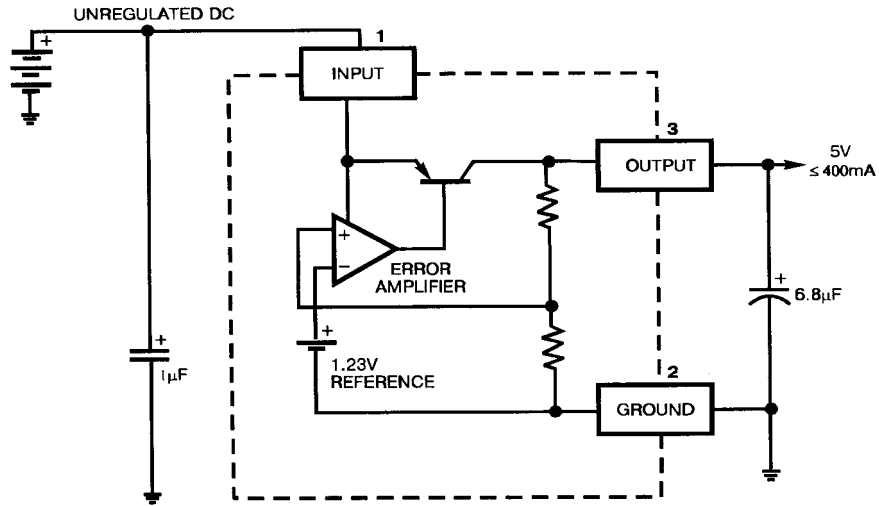 UNREGULATED DC
+
1
INPUT
3
OUTPUT
5V
≤ 400mA
+
−
ERROR
AMPLIFIER
+
6.8μF
+
1.23V
REFERENCE
+
1μF
2
GROUND